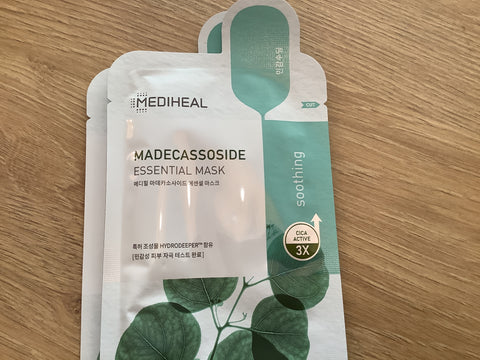 MEDIHEAL
MADECASSOSIDE
ESSENTIAL MASK
메디힐 마데카소사이드 에센셜 마스크
특허 조성물 HYDRODEEPER™ 함유
[민감성 피부 자극 테스트 완료]
CUT
soothing
CICA
ACTIVE
3X